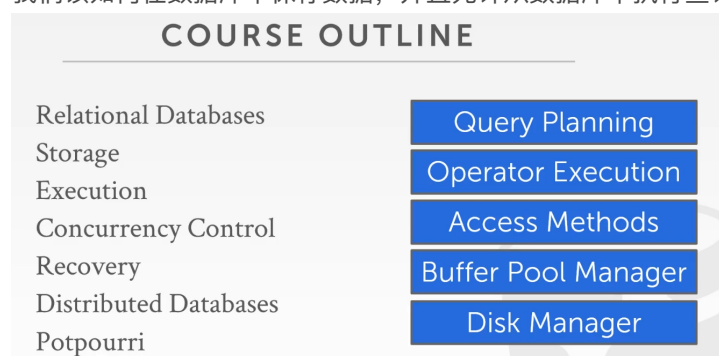 COURSE OUTLINE
Relational Databases
Storage
Execution
Concurrency Control
Recovery
Distributed Databases
Potpourri
Query Planning
Operator Execution
Access Methods
Buffer Pool Manager
Disk Manager